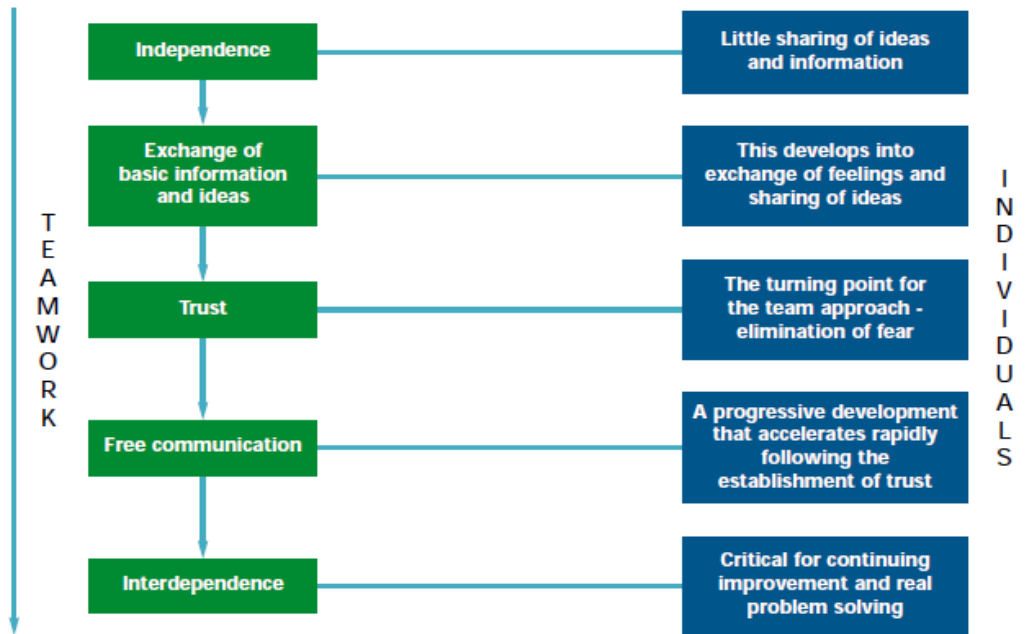 Independence
Little sharing of ideas
and information
Exchange of
basic information
and ideas
This develops into
exchange of feelings and
sharing of ideas
Trust
The turning point for
the team approach -
elimination of fear
Free communication
A progressive development
that accelerates rapidly
following the
establishment of trust
Interdependence
Critical for continuing
improvement and real
problem solving
TEAMWORK
INDIVIDUALS